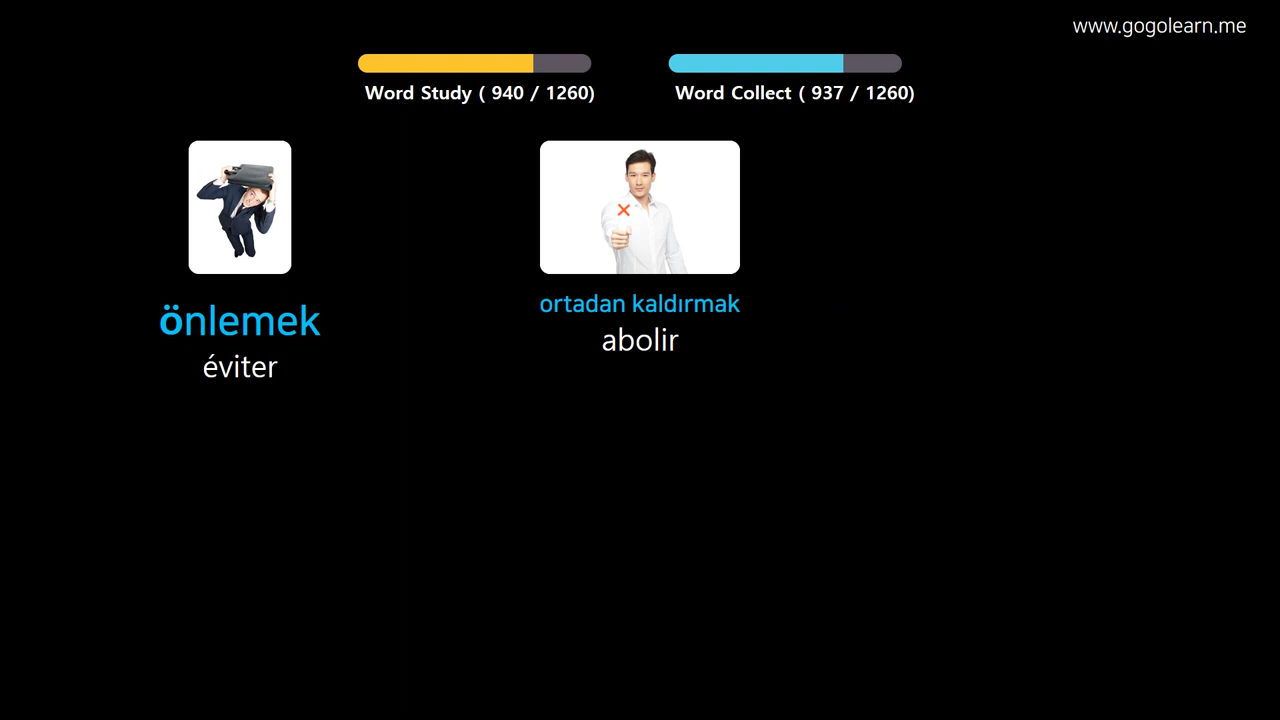 www.gogolearn.me
Word Study ( 940 / 1260)
Word Collect ( 937 / 1260)
önlemek
éviter
ortadan kaldırmak
abolir